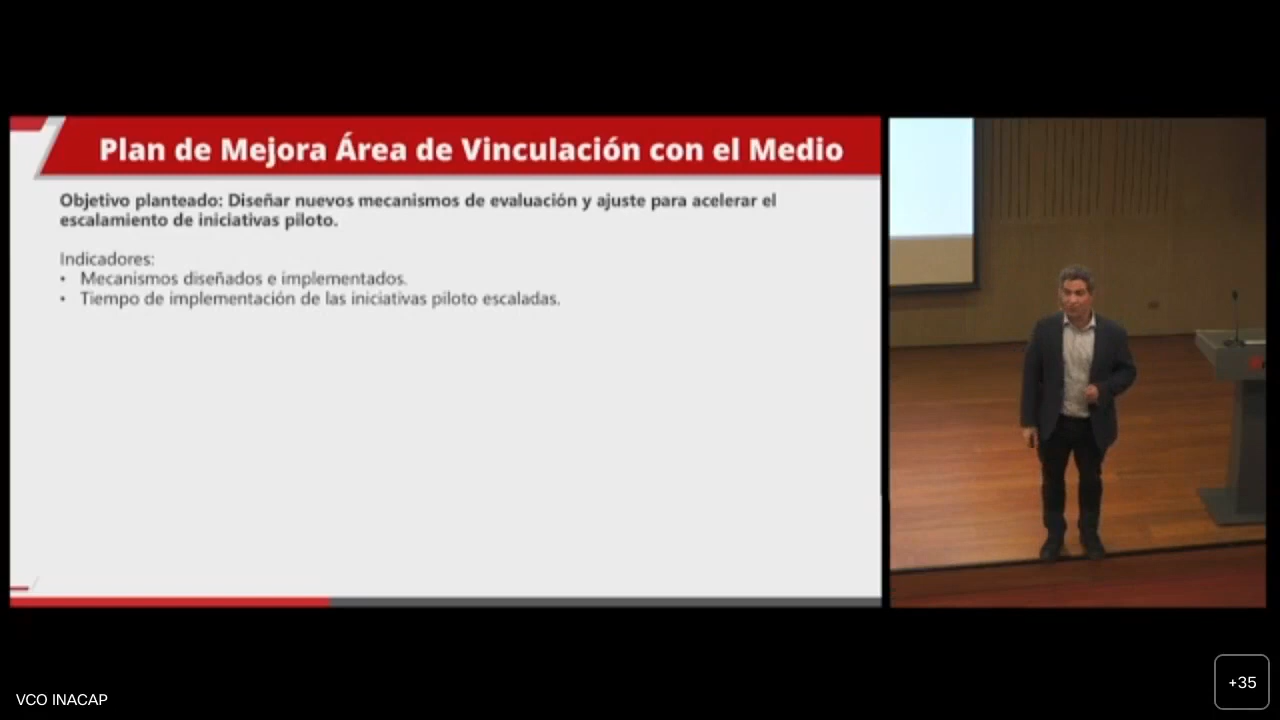 Plan de Mejora Área de Vinculación con el Medio
Objetivo planteado: Diseñar nuevos mecanismos de evaluación y ajuste para acelerar el
escalamiento de iniciativas piloto.
Indicadores:
• Mecanismos diseñados e implementados.
• Tiempo de implementación de las iniciativas piloto escaladas.
VCO INACAP
+35